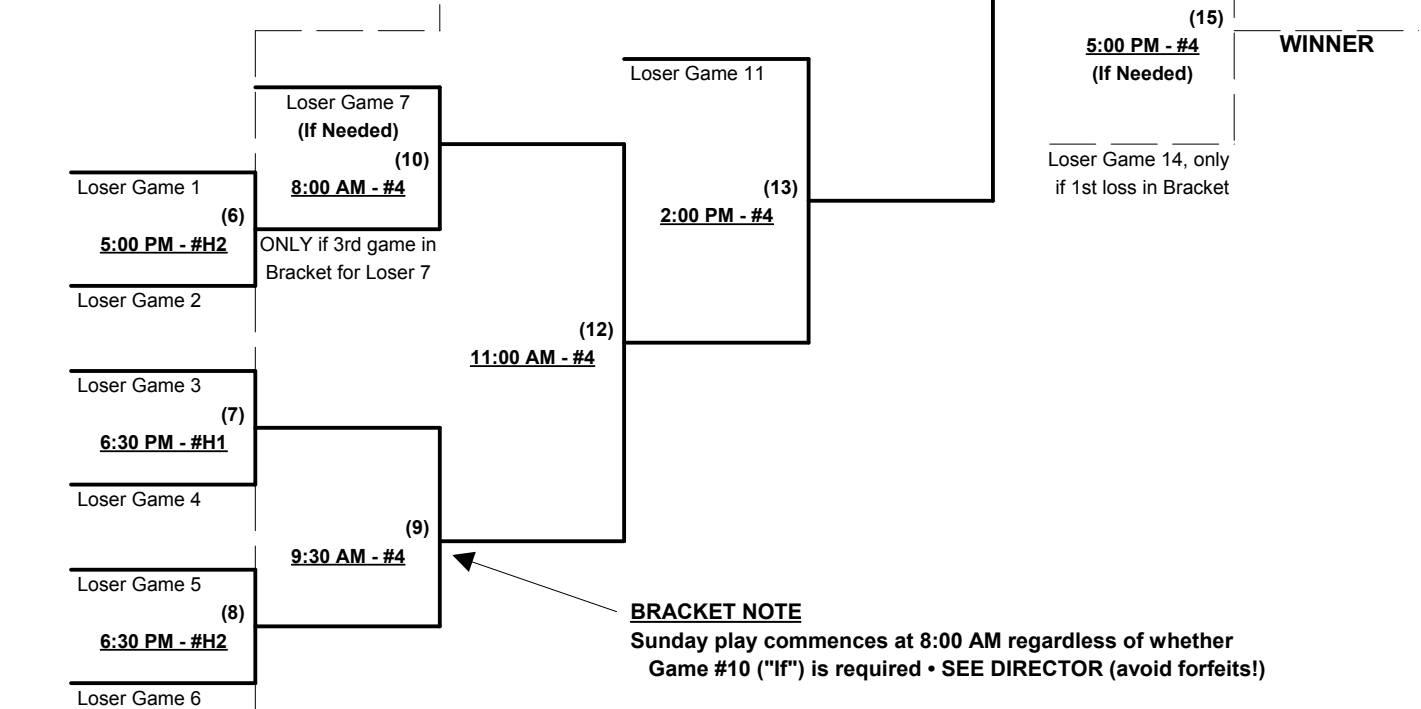 (15)
5:00 PM - #4
WINNER
(If Needed)
Loser Game 14, only
if 1st loss in Bracket
Loser Game 11
(13)
2:00 PM - #4
Loser Game 7
(If Needed)
(10)
8:00 AM - #4
ONLY if 3rd game in
Bracket for Loser 7
Loser Game 1
(6)
5:00 PM - #H2
Loser Game 2
(12)
11:00 AM - #4
Loser Game 3
(7)
6:30 PM - #H1
Loser Game 4
(9)
9:30 AM - #4
Loser Game 5
(8)
6:30 PM - #H2
Loser Game 6
BRACKET NOTE
Sunday play commences at 8:00 AM regardless of whether
Game #10 ("If") is required • SEE DIRECTOR (avoid forfeits!)